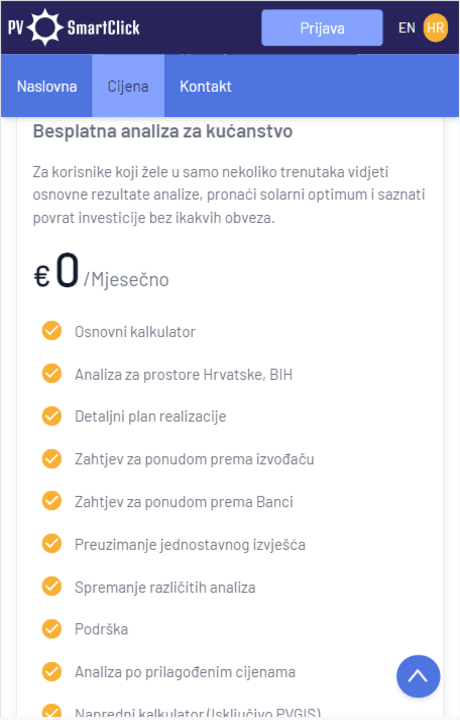 PV SmartClick
Prijava
EN HR
Naslovna Cijena Kontakt
Besplatna analiza za kućanstvo
Za korisnike koji žele u samo nekoliko trenutaka vidjeti
osnovne rezultate analize, pronaći solarni optimum i saznati
povrat investicije bez ikakvih obveza.
€ 0 /Mjesečno
Osnovni kalkulator
Analiza za prostore Hrvatske, BIH
Detaljni plan realizacije
Zahtjev za ponudom prema izvođaču
Zahtjev za ponudom prema Banci
Preuzimanje jednostavnog izvješća
Spremanje različitih analiza
Podrška
Analiza po prilagođenim cijenama
Napredni kalkulator (Isključivo PVGIS)